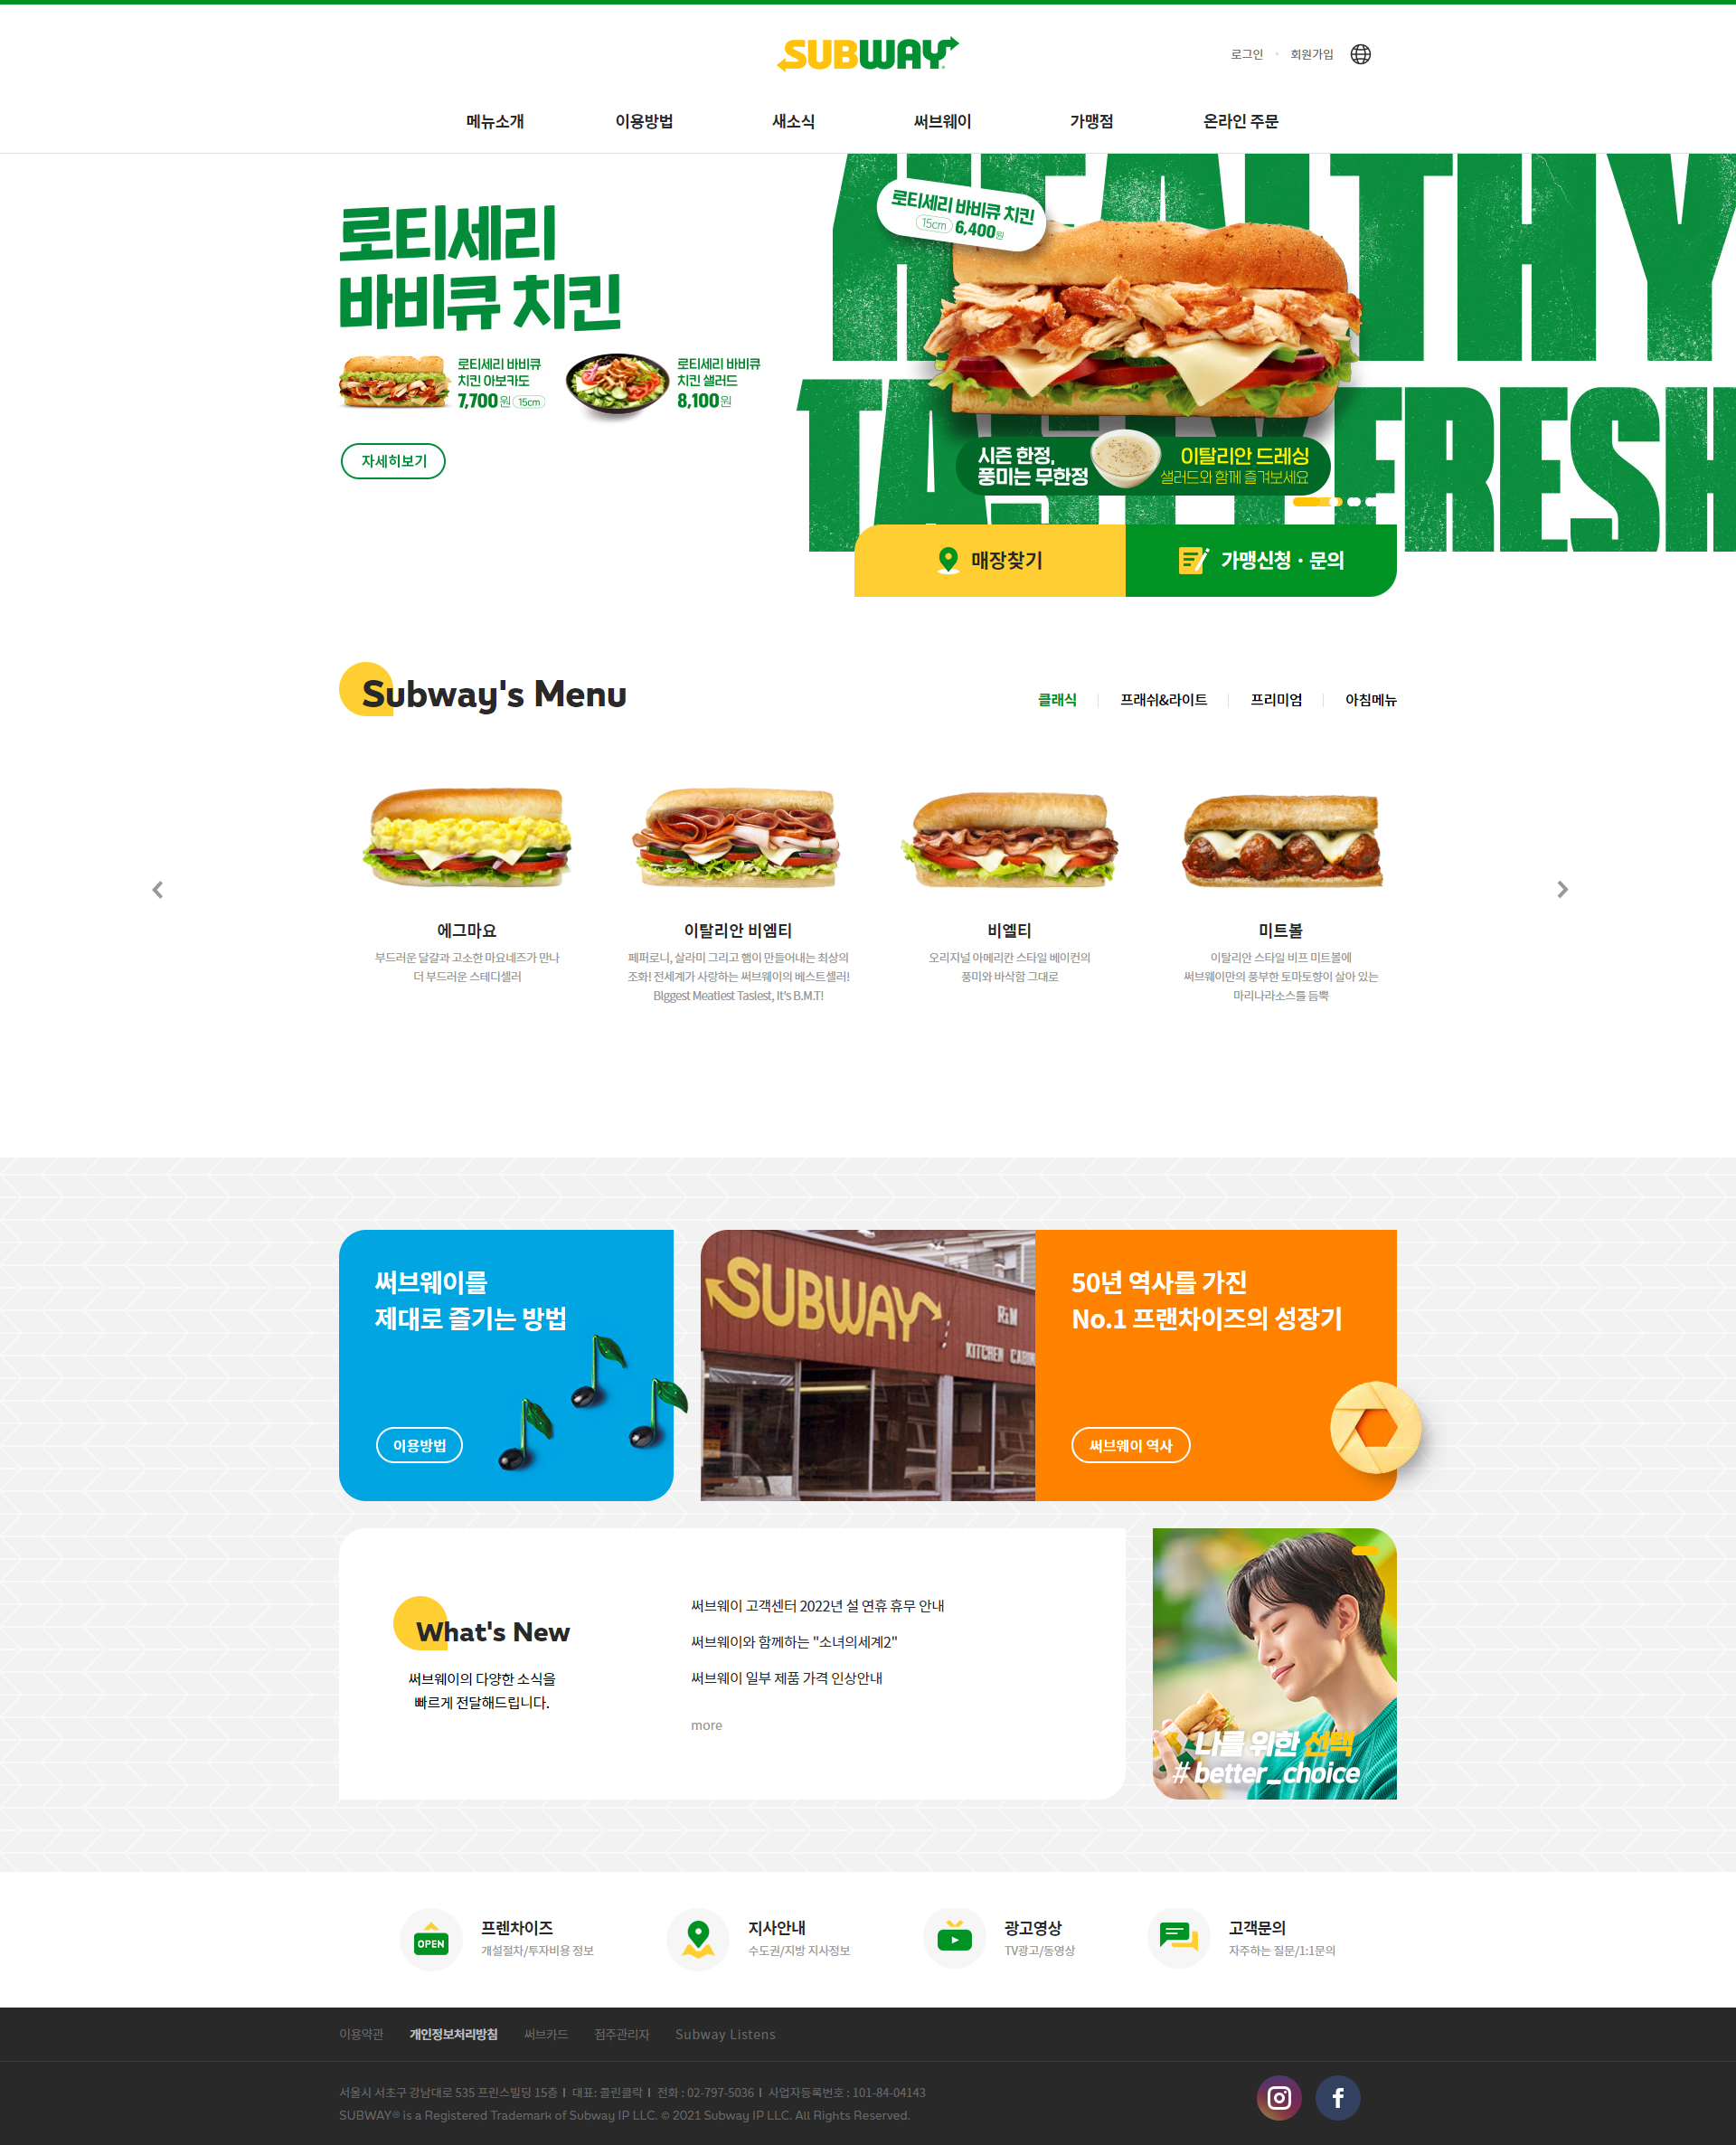 SUBWAY
로그인
회원가입
메뉴소개
이용방법
새소식
써브웨이
가맹점
온라인 주문
HEALTHY
TASTY FRESH
로티세리
바비큐 치킨
로티세리 바비큐
치킨 아보카도
7,700원 15cm
로티세리 바비큐
치킨 샐러드
8,100원
자세히보기
로티세리 바비큐 치킨
15cm 6,400원
시즌 한정,
풍미는 무한정
이탈리안 드레싱
샐러드와 함께 즐겨보세요
매장찾기
가맹신청 · 문의
Subway's Menu
클래식
프래쉬&라이트
프리미엄
아침메뉴
에그마요
부드러운 달걀과 고소한 마요네즈가 만나
더 부드러운 스테디셀러
이탈리안 비엠티
페퍼로니, 살라미 그리고 햄이 만들어내는 최상의
조화! 전세계가 사랑하는 써브웨이의 베스트셀러!
Biggest Meatiest Tasiest, It's B.M.T!
비엘티
오리지널 아메리칸 스타일 베이컨의
풍미와 바삭함 그대로
미트볼
이탈리안 스타일 비프 미트볼에
써브웨이만의 풍부한 토마토향이 살아 있는
마리나라소스를 듬뿍
써브웨이를
제대로 즐기는 방법
이용방법
SUBWAY
R&M
KITCHEN CABIN
50년 역사를 가진
No.1 프랜차이즈의 성장기
써브웨이 역사
What's New
써브웨이의 다양한 소식을
빠르게 전달해드립니다.
써브웨이 고객센터 2022년 설 연휴 휴무 안내
써브웨이와 함께하는 "소녀의세계2"
써브웨이 일부 제품 가격 인상안내
more
나를 위한 선택
# better_choice
OPEN
프렌차이즈
개설절차/투자비용 정보
지사안내
수도권/지방 지사정보
광고영상
TV광고/동영상
고객문의
자주하는 질문/1:1문의
이용약관
개인정보처리방침
써브카드
점주관리자
Subway Listens
서울시 서초구 강남대로 535 프린스빌딩 15층 | 대표: 콜린클락 | 전화 : 02-797-5036 | 사업자등록번호 : 101-84-04143
SUBWAY® is a Registered Trademark of Subway IP LLC. © 2021 Subway IP LLC. All Rights Reserved.